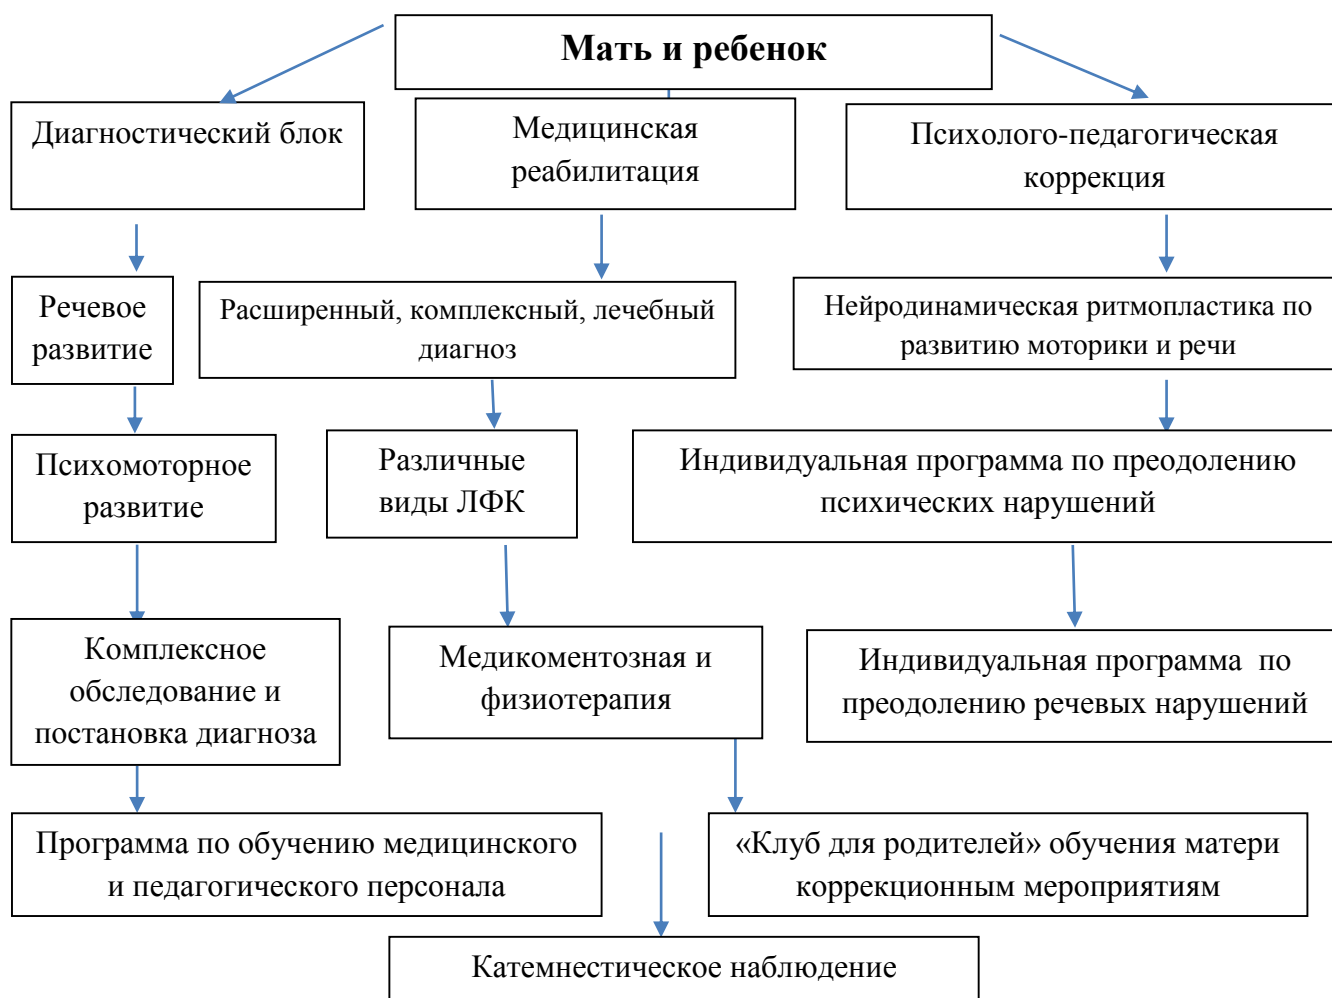 Мать и ребенок
Диагностический блок
Медицинская
реабилитация
Психолого-педагогическая
коррекция
Речевое
развитие
Расширенный, комплексный, лечебный
диагноз
Нейродинамическая ритмопластика по
развитию моторики и речи
Психомоторное
развитие
Различные
виды ЛФК
Индивидуальная программа по преодолению
психических нарушений
Комплексное
обследование и
постановка диагноза
Медикоментозная и
физиотерапия
Индивидуальная программа по
преодолению речевых нарушений
Программа по обучению медицинского
и педагогического персонала
«Клуб для родителей» обучения матери
коррекционным мероприятиям
Катемнестическое наблюдение